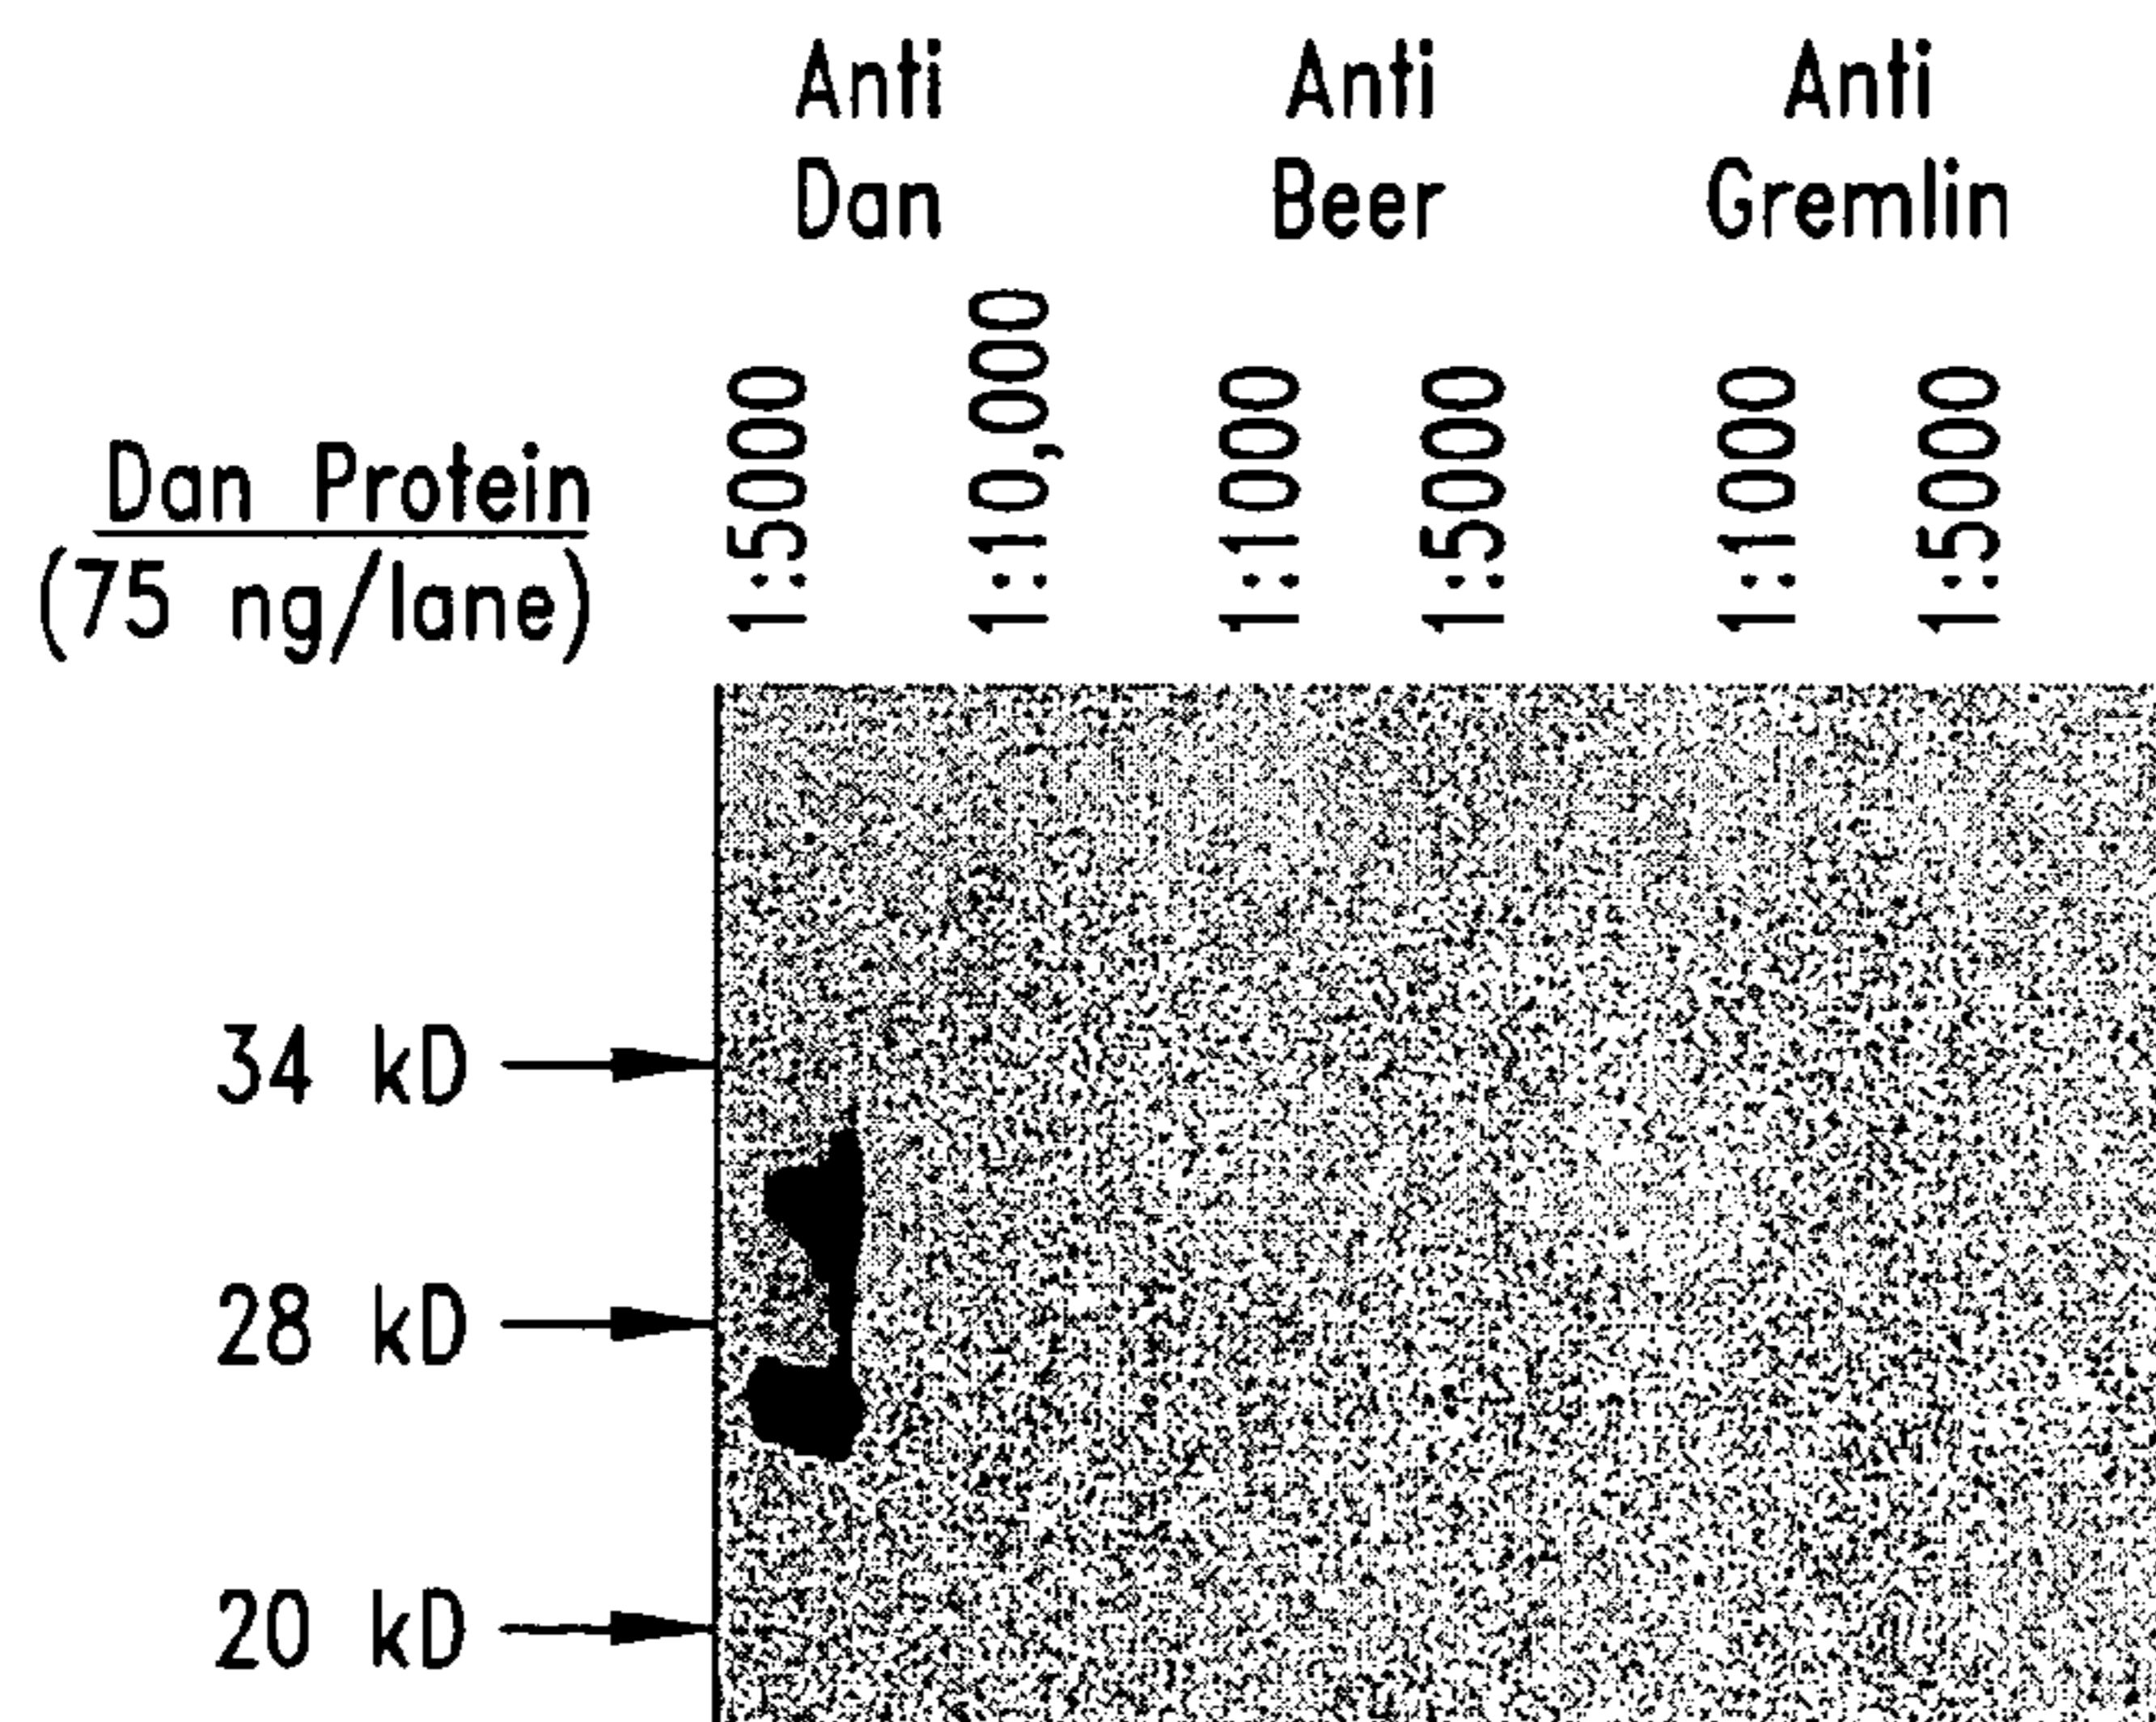 Anti Anti Anti
Dan Beer Gremlin
1:5000 1:10,000 1:1000 1:5000 1:1000 1:5000
Dan Protein
(75 ng/lane)
34 kD
28 kD
20 kD